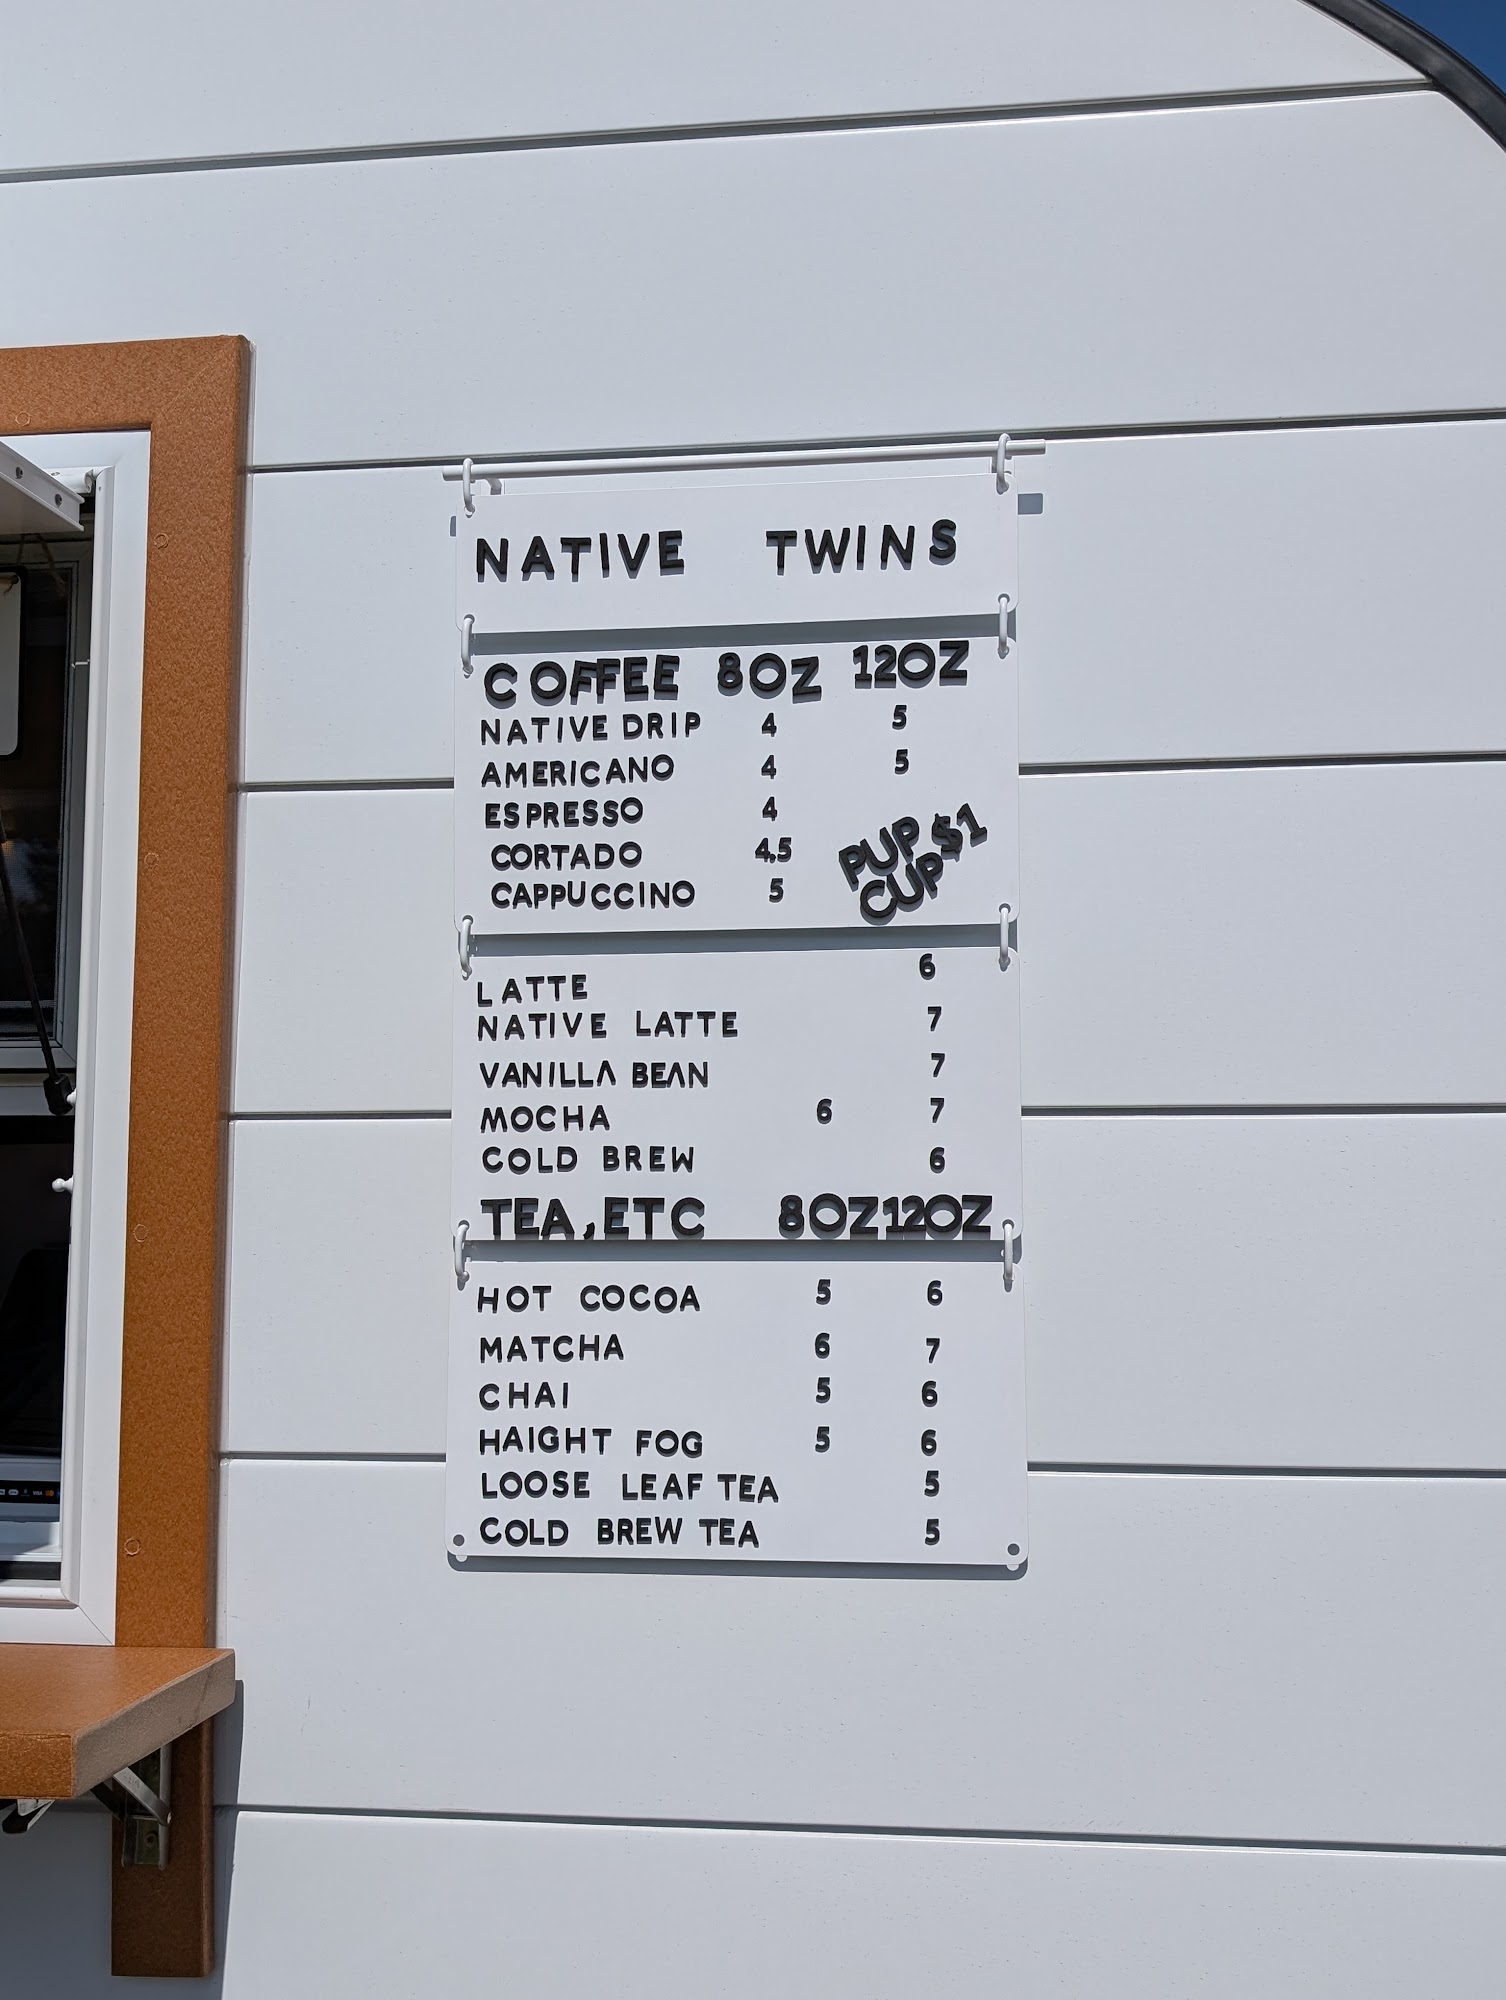 NATIVE TWINS
COFFEE 8OZ 12OZ
NATIVE DRIP 4 5
AMERICANO 4 5
ESPRESSO 4
CORTADO 4.5
CAPPUCCINO 5
PUP CUP $1
LATTE 6
NATIVE LATTE 7
VANILLA BEAN 7
MOCHA 6 7
COLD BREW 6
TEA, ETC 8OZ 12OZ
HOT COCOA 5 6
MATCHA 6 7
CHAI 5 6
HAIGHT FOG 5 6
LOOSE LEAF TEA 5
COLD BREW TEA 5